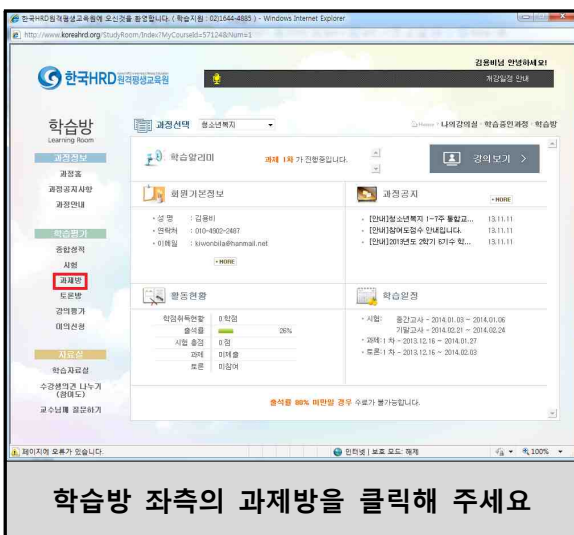 한국HRD원격평생교육원에 오신것을 환영합니다. ( 학습지원 : 02)1644-4885 ) - Windows Internet Explorer
http://www.koreahrd.org/StudyRoom/Index?MyCourseId=57124&Num=1
김용비님 안녕하세요!
한국HRD원격평생교육원
개강일정 안내
학습방
Learning Room
과정선택 청소년복지
Home · 나의강의실 · 학습중인과정 · 학습방
과정정보
과정홈
과정공지사항
과정안내
학습평가
종합성적
시험
과제방
토론방
강의평가
이의신청
자료실
학습자료실
수강생의견 나누기
(참여도)
교수님께 질문하기
학습알리미
과제 1차 가 진행중입니다.
강의보기 >
회원기본정보
· 성 명 : 김용비
· 연락처 : 010-4902-2487
· 이메일 : kiwonbila@hanmail.net
HORE
과정공지
HORE
· [안내]청소년복지 1-7주 통합교... 13.11.11
· [안내]참여도점수 안내입니다. 13.11.11
· [안내]2013년도 2학기 6기수 학... 13.11.11
활동현황
학점취득현황 0 학점
출석률 26%
시험 총점 0 점
과제 미제출
토론 미참여
학습일정
· 시험: 중간고사 - 2014.01.03 ~ 2014.01.06
기말고사 - 2014.02.21 ~ 2014.02.24
· 과제:1 차 - 2013.12.16 ~ 2014.01.27
· 토론:1 차 - 2013.12.16 ~ 2014.02.03
출석률 80% 미만일 경우 수료가 불가능합니다.
페이지에 오류가 있습니다.
인터넷 | 보호 모드: 해제
100%
학습방 좌측의 과제방을 클릭해 주세요